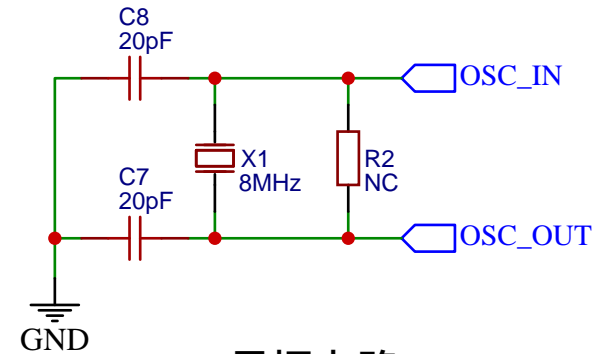 C8
20pF
OSC_IN
X1
8MHz
R2
NC
C7
20pF
OSC_OUT
GND